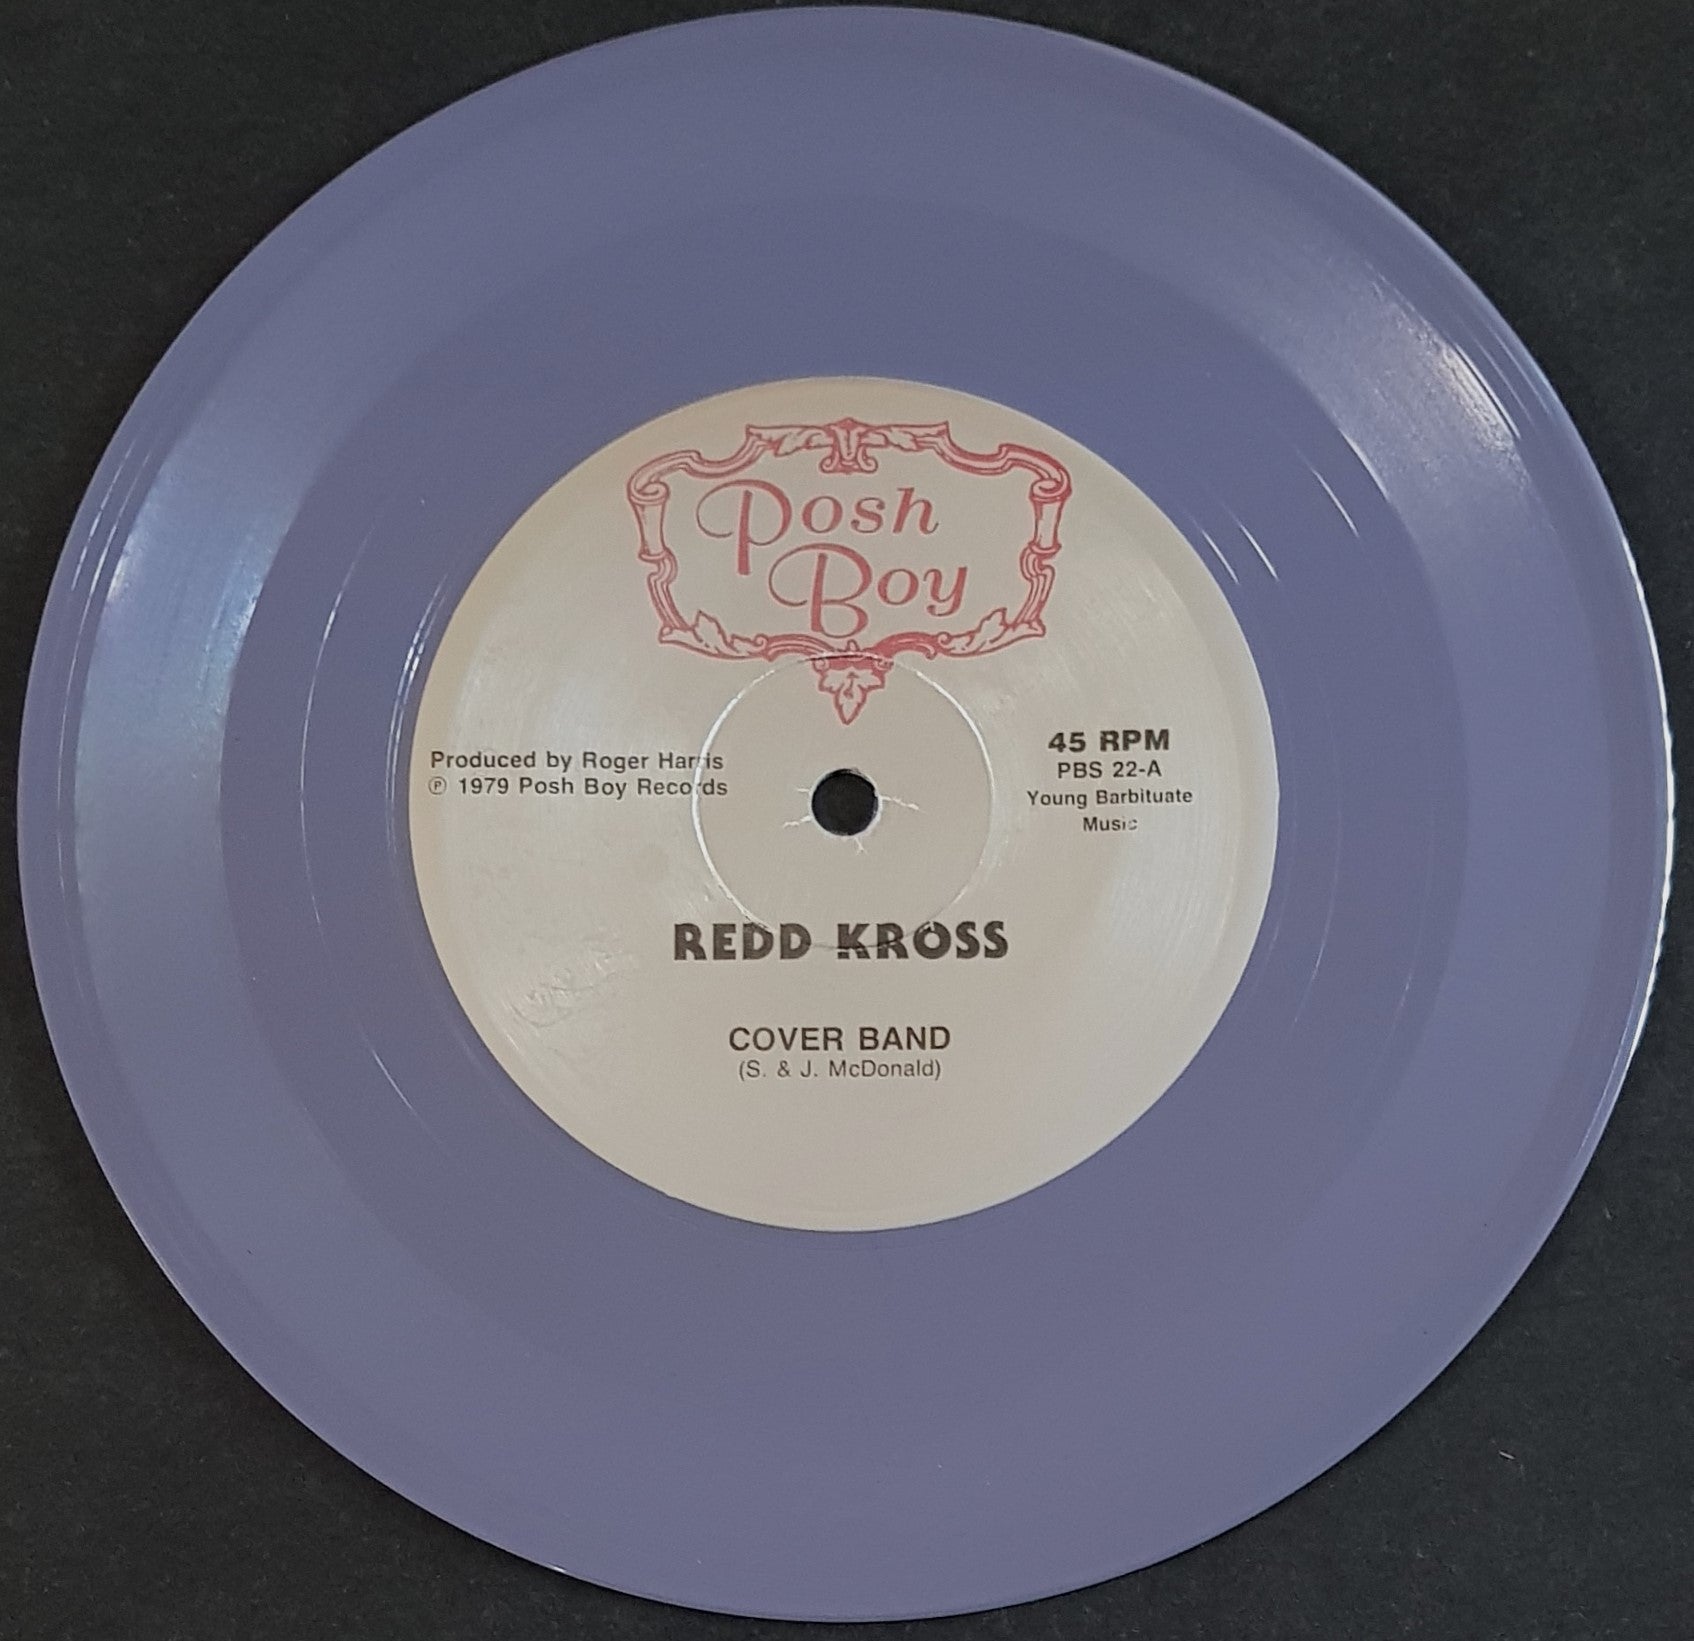 Posh
Boy
Produced by Roger Harris
℗ 1979 Posh Boy Records
45 RPM
PBS 22-A
Young Barbituate
Music
REDD KROSS
COVER BAND
(S. & J. McDonald)